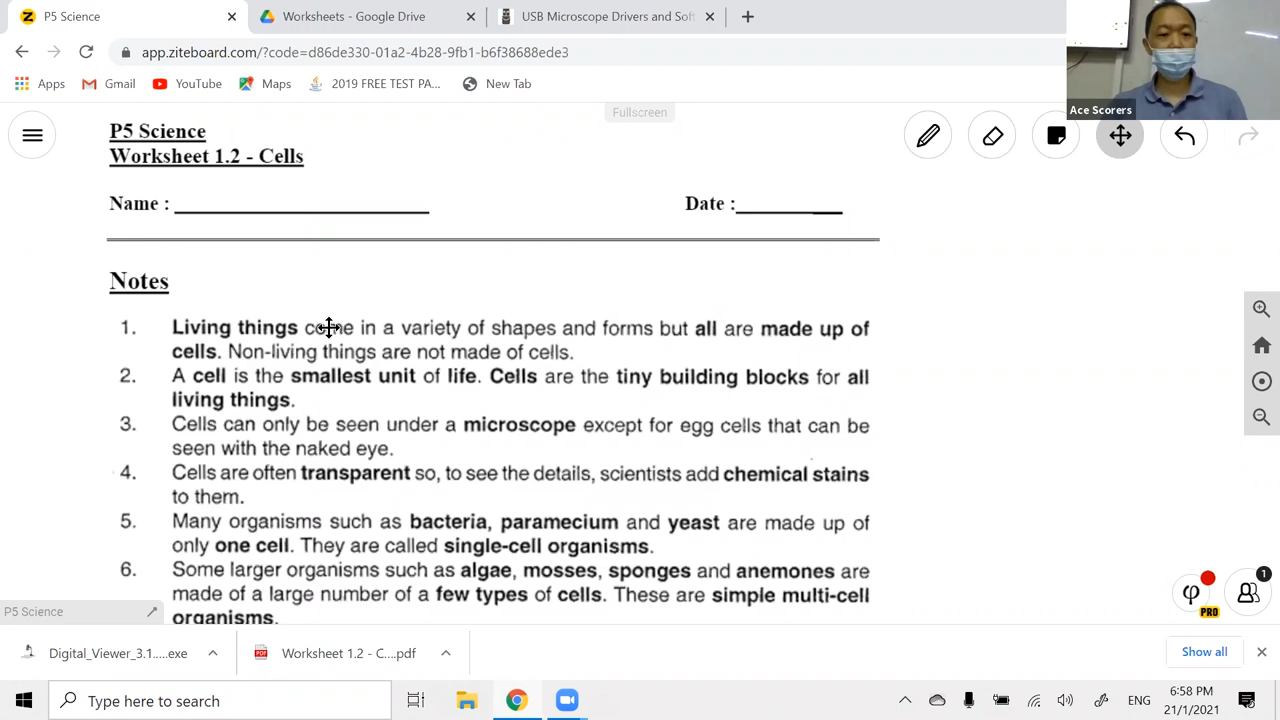 P5 Science
Worksheets - Google Drive
USB Microscope Drivers and Sof
app.ziteboard.com/?code=d86de330-01a2-4b28-9fb1-b6f38688dde3
Apps
Gmail
YouTube
Maps
2019 FREE TEST PA...
New Tab
Ace Scorers
Fullscreen
P5 Science
Worksheet 1.2 - Cells
Name :
Date :
Notes
1. Living things come in a variety of shapes and forms but all are made up of
cells. Non-living things are not made of cells.
2. A cell is the smallest unit of life. Cells are the tiny building blocks for all
living things.
3. Cells can only be seen under a microscope except for egg cells that can be
seen with the naked eye.
4. Cells are often transparent so, to see the details, scientists add chemical stains
to them.
5. Many organisms such as bacteria, paramecium and yeast are made up of
only one cell. They are called single-cell organisms.
6. Some larger organisms such as algae, mosses, sponges and anemones are
made of a large number of a few types of cells. These are simple multi-cell
organisms.
φ
PRO
1
P5 Science
Digital_Viewer_3.1.....exe
Worksheet 1.2 - C....pdf
Show all
Type here to search
ENG
6:58 PM
21/1/2021